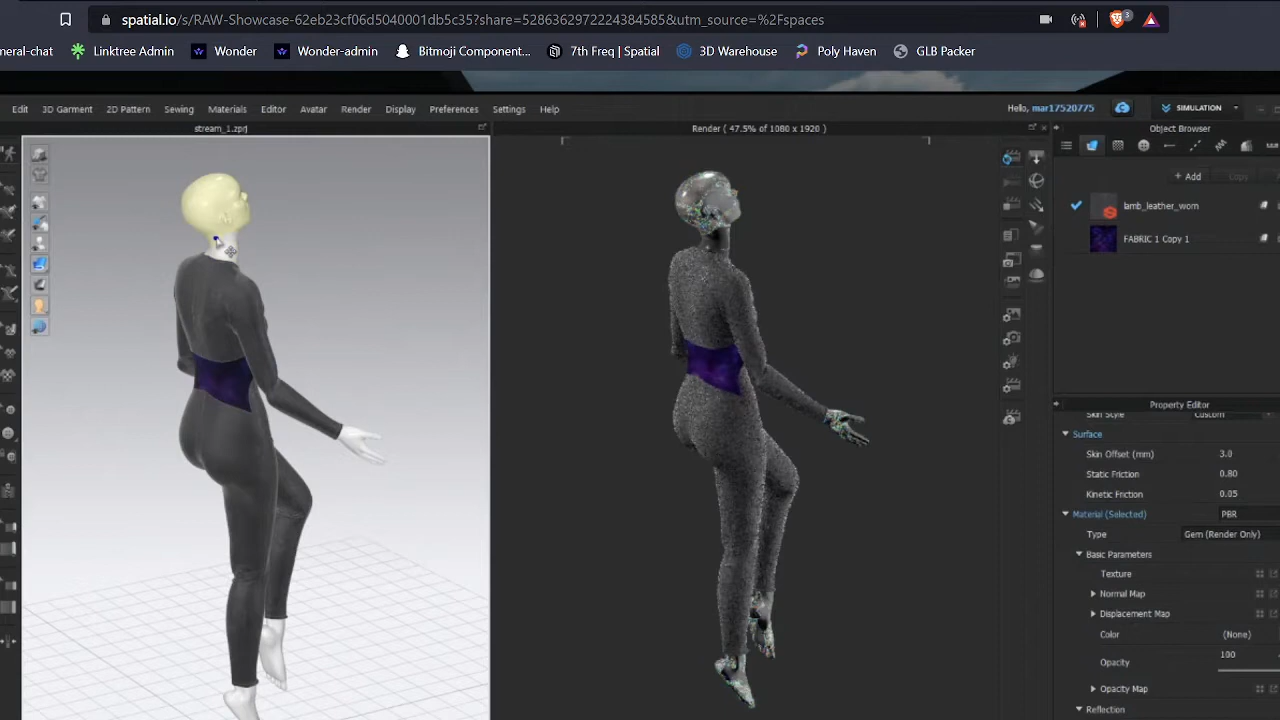 spatial.io/s/RAW-Showcase-62eb23cf06d5040001db5c35?share=5286362972224384585&utm_source=%2Fspaces
3
neral-chat Linktree Admin Wonder Wonder-admin Bitmoji Component... 7th Freq | Spatial 3D Warehouse Poly Haven GLB Packer
Edit 3D Garment 2D Pattern Sewing Materials Editor Avatar Render Display Preferences Settings Help Hello, mar17520775 SIMULATION
stream_1.zprj Render ( 47.5% of 1080 x 1920 ) Object Browser
+ Add Copy
lamb_leather_worn
FABRIC 1 Copy 1
Property Editor
Skin Style Custom
Surface
Skin Offset (mm) 3.0
Static Friction 0.80
Kinetic Friction 0.05
Material (Selected) PBR
Type Gem (Render Only)
Basic Parameters
Texture
Normal Map
Displacement Map
Color (None)
Opacity 100
Opacity Map
Reflection